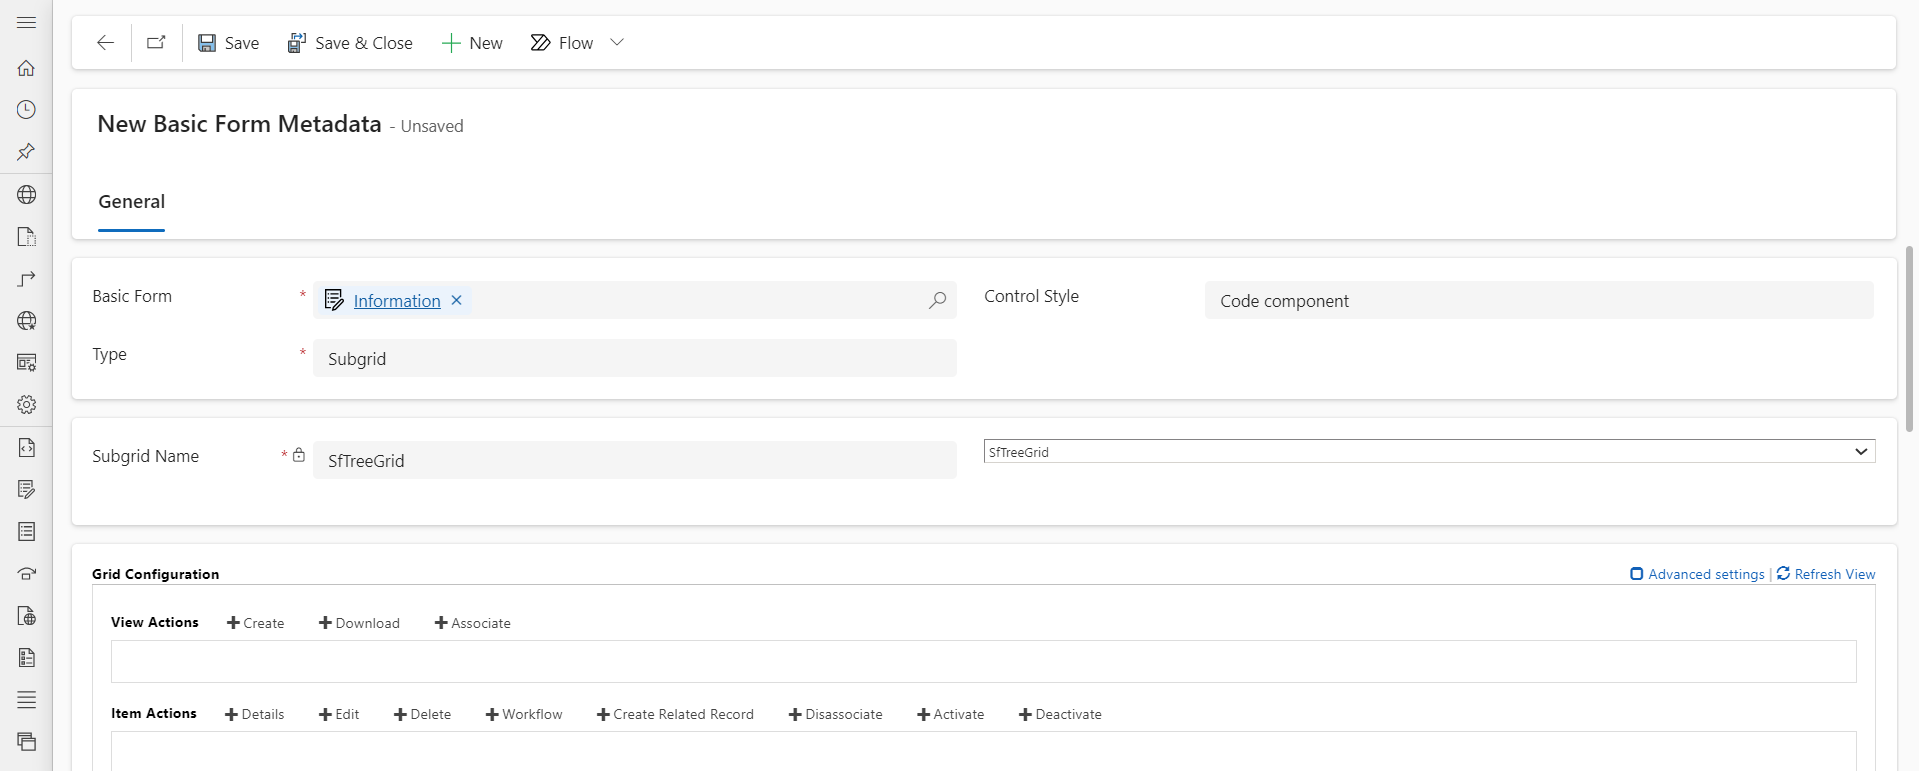 Save Save & Close New Flow
New Basic Form Metadata - Unsaved
General
Basic Form * Information Control Style Code component
Type * Subgrid
Subgrid Name * SfTreeGrid SfTreeGrid
Grid Configuration Advanced settings | Refresh View
View Actions Create Download Associate
Item Actions Details Edit Delete Workflow Create Related Record Disassociate Activate Deactivate